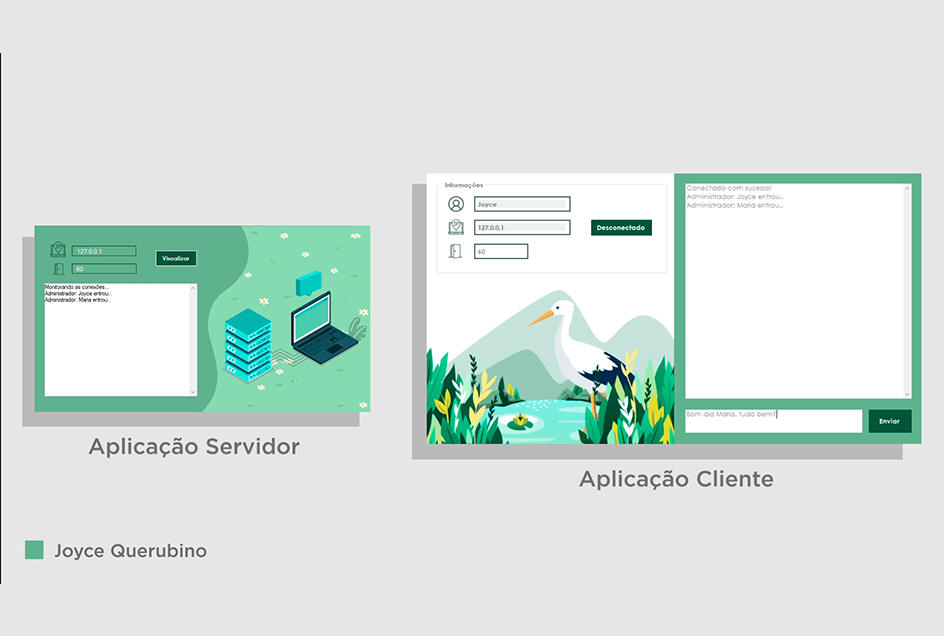 127.0.0.1
Visualizar
60
Monitorando as conexões...
Administrador: Joyce entrou...
Administrador: Maria entrou...
Aplicação Servidor
Informações
Joyce
127.0.0.1
Desconectado
60
Conectado com sucesso!
Administrador: Joyce entrou...
Administrador: Maria entrou...
Bom dia Maria, tudo bem?
Enviar
Aplicação Cliente
Joyce Querubino